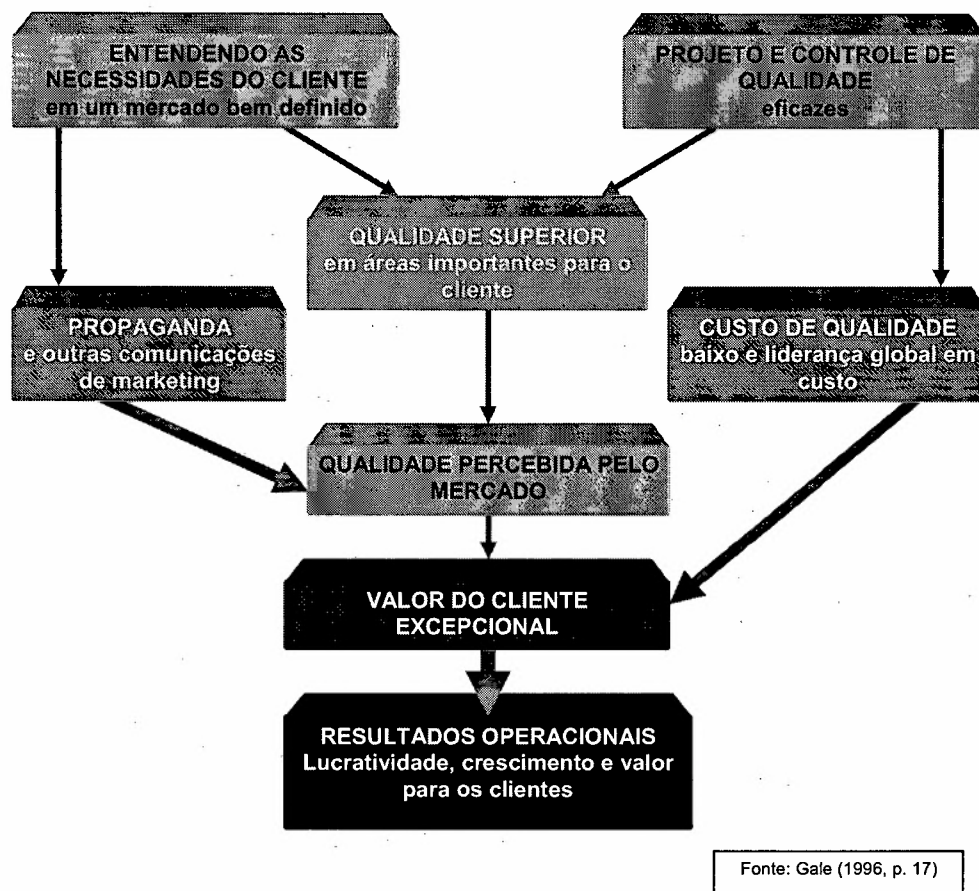 ENTENDENDO AS
NECESSIDADES DO CLIENTE
em um mercado bem definido
PROJETO E CONTROLE DE
QUALIDADE
eficazes
QUALIDADE SUPERIOR
em áreas importantes para o
cliente
PROPAGANDA
e outras comunicações
de marketing
CUSTO DE QUALIDADE
baixo e liderança global em
custo
QUALIDADE PERCEBIDA PELO
MERCADO
VALOR DO CLIENTE
EXCEPCIONAL
RESULTADOS OPERACIONAIS
Lucratividade, crescimento e valor
para os clientes
Fonte: Gale (1996, p. 17)